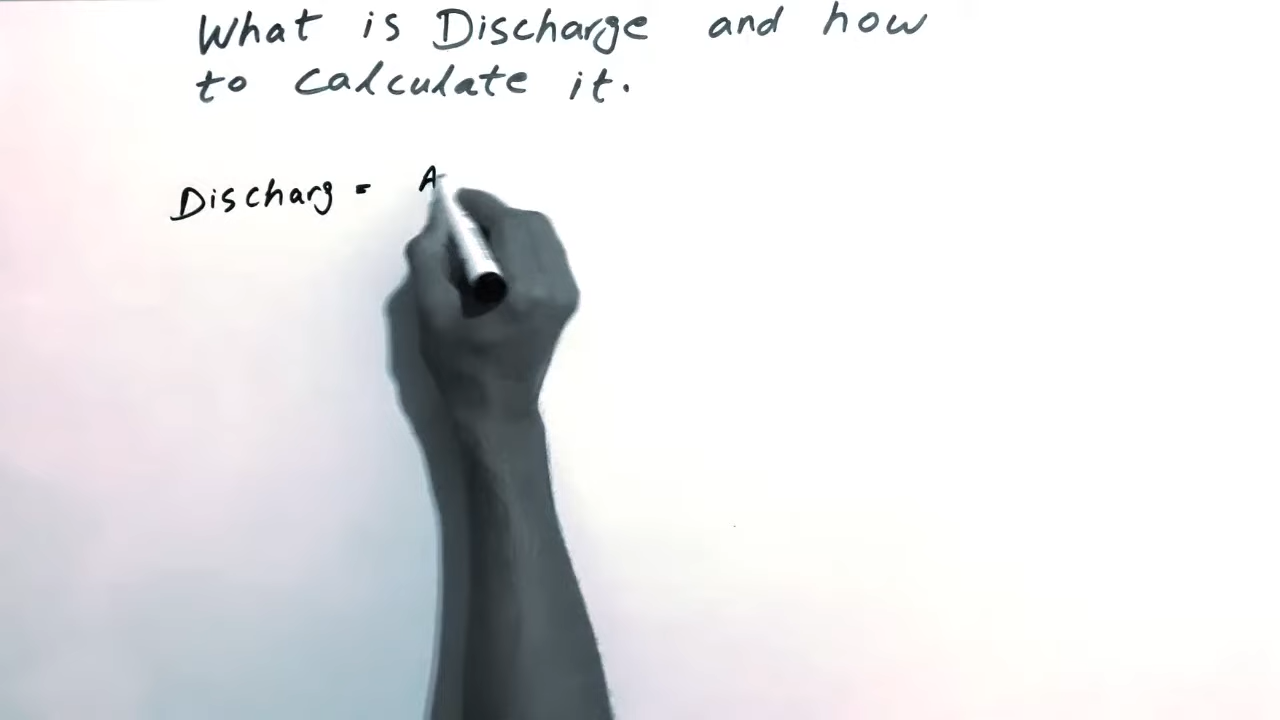 What is Discharge and how
to calculate it.
Discharg = A